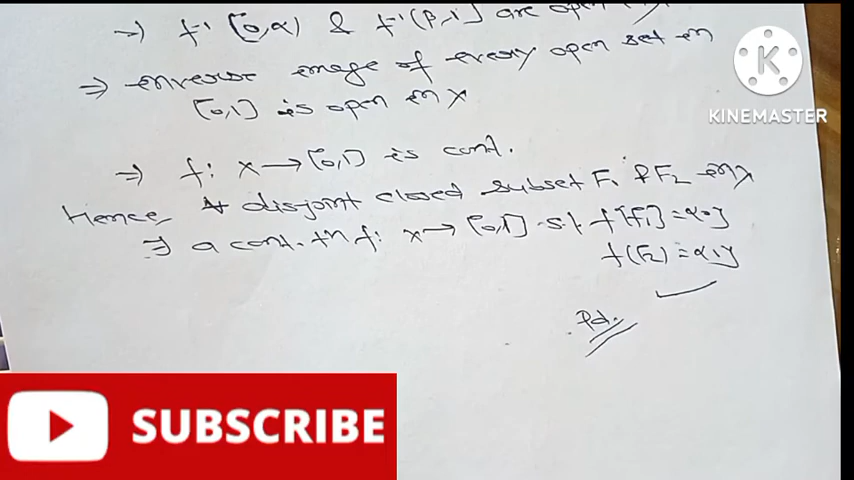 → f⁻¹ [0,α) & f⁻¹(β,1] are open
⇒ inverse image of every open set in
[0,1] is open in X
⇒ f: X → [0,1] is cont.
Hence, ∀ disjoint closed subset F₁ & F₂ in X
∃ a cont. fn f: X → [0,1] s.t. f[F₁] = {0}
f(F₂) = {1}
Pd.
KINEMASTER
SUBSCRIBE